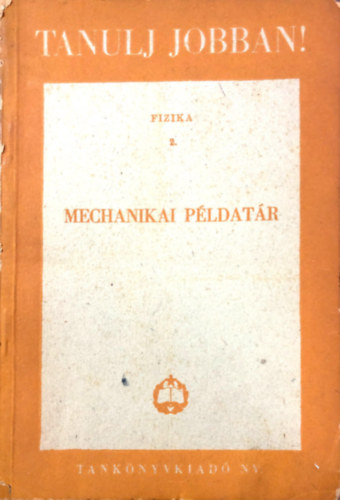 TANULJ JOBBAN!
FIZIKA
2.
MECHANIKAI PÉLDATÁR
TANKÖNYVKIADÓ NV